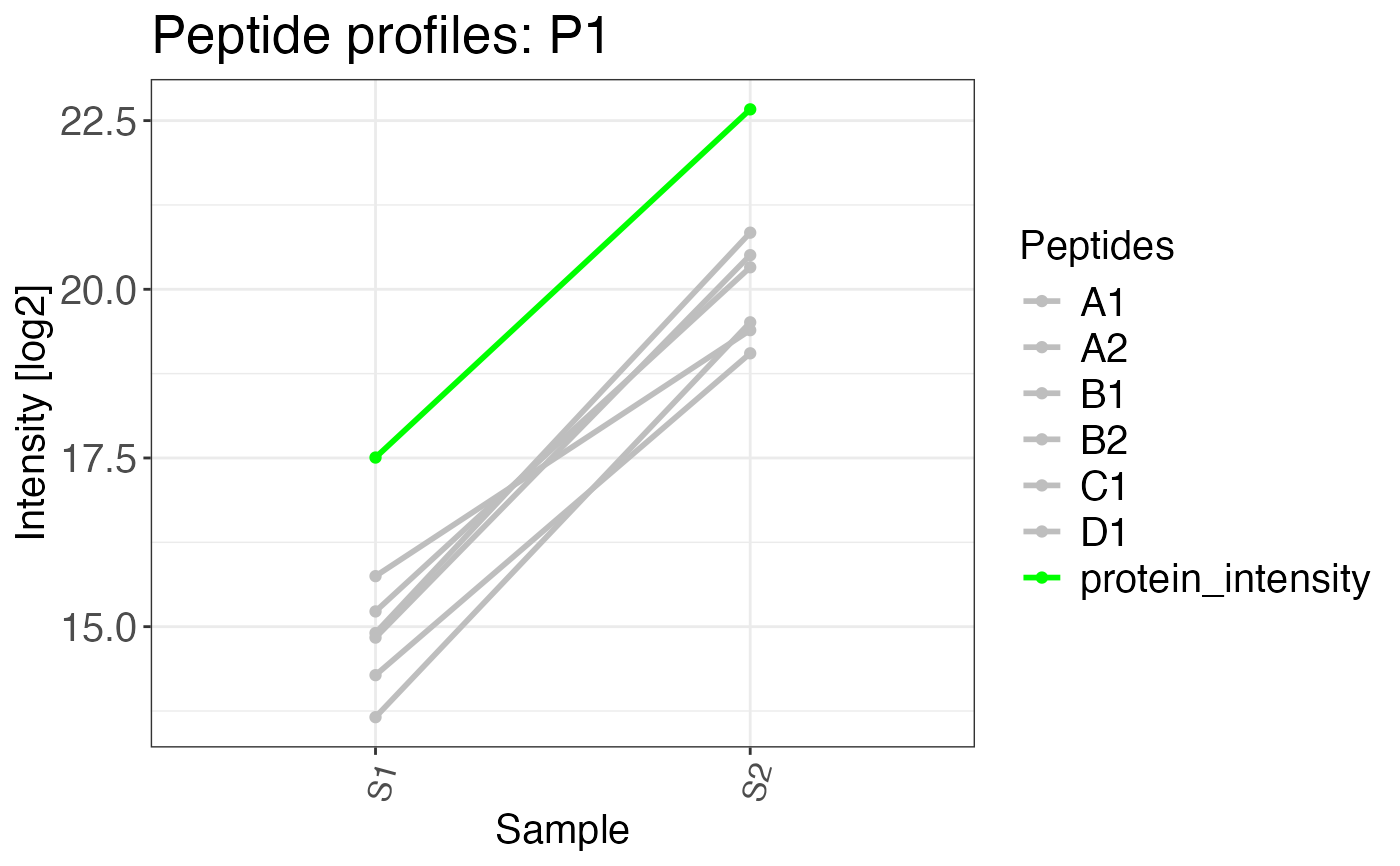 Peptide profiles: P1
22.5
20.0
17.5
15.0
Intensity [log2]
S1
S2
Sample
Peptides
A1
A2
B1
B2
C1
D1
protein_intensity